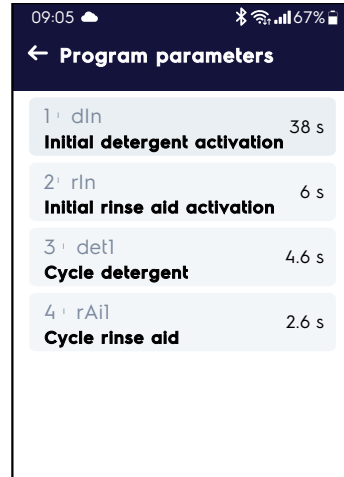 09:05 67%
← Program parameters
1 dIn
Initial detergent activation
38 s
2 rIn
Initial rinse aid activation
6 s
3 det1
Cycle detergent
4.6 s
4 rAi1
Cycle rinse aid
2.6 s